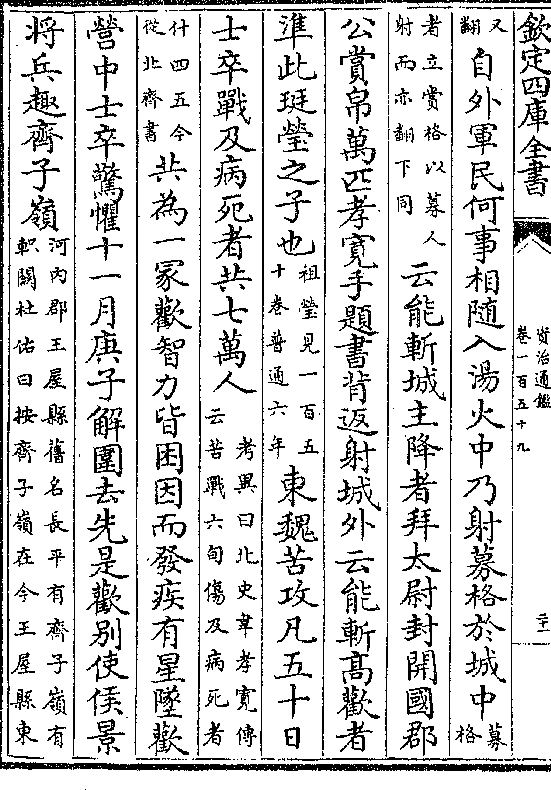 欽定四庫全書
資治通鑑
卷一百五十九
二十一
又翻自外軍民何事相随入湯火中乃射募格於城中募格
者立賞格以募人射而亦翻下同云能斬城主降者拜太尉封開國郡
公賞帛萬匹孝寛手題書背返射城外云能斬髙歡者
準此珽瑩之子也祖瑩見一百五十卷普通六年東魏苦攻凡五十日
士卒戰及病死者共七萬人考異曰北史韋孝寛傳云苦戰六旬傷及病死者
什四五今從北齊書共為一冢歡智力皆困因而發疾有星墜歡
營中士卒驚懼十一月庚子解圍去先是歡别使侯景
将兵趣齊子嶺河内郡王屋縣舊名長平有齊子嶺有軹關杜佑曰按齊子嶺在今王屋縣東